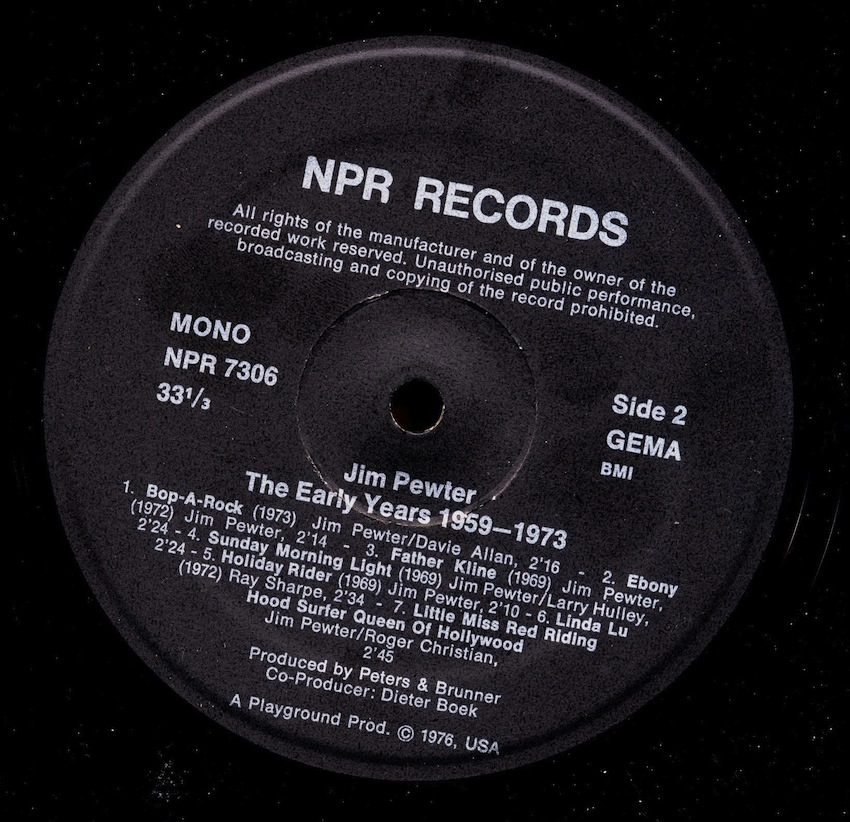 NPR RECORDS
All rights of the manufacturer and of the owner of the
recorded work reserved. Unauthorised public performance,
broadcasting and copying of the record prohibited.
MONO
NPR 7306
33⅓
Side 2
GEMA
BMI
Jim Pewter
The Early Years 1959—1973
1. Bop-A-Rock (1973) Jim Pewter/Davie Allan, 2'16 - 2. Ebony
(1972) Jim Pewter, 2'14 - 3. Father Kline (1969) Jim Pewter,
2'24 - 4. Sunday Morning Light (1969) Jim Pewter/Larry Hulley,
2'24 - 5. Holiday Rider (1969) Jim Pewter, 2'10 - 6. Linda Lu
(1972) Ray Sharpe, 2'34 - 7. Little Miss Red Riding
Hood Surfer Queen Of Hollywood
Jim Pewter/Roger Christian,
2'45
Produced by Peters & Brunner
Co-Producer: Dieter Boek
A Playground Prod. © 1976, USA